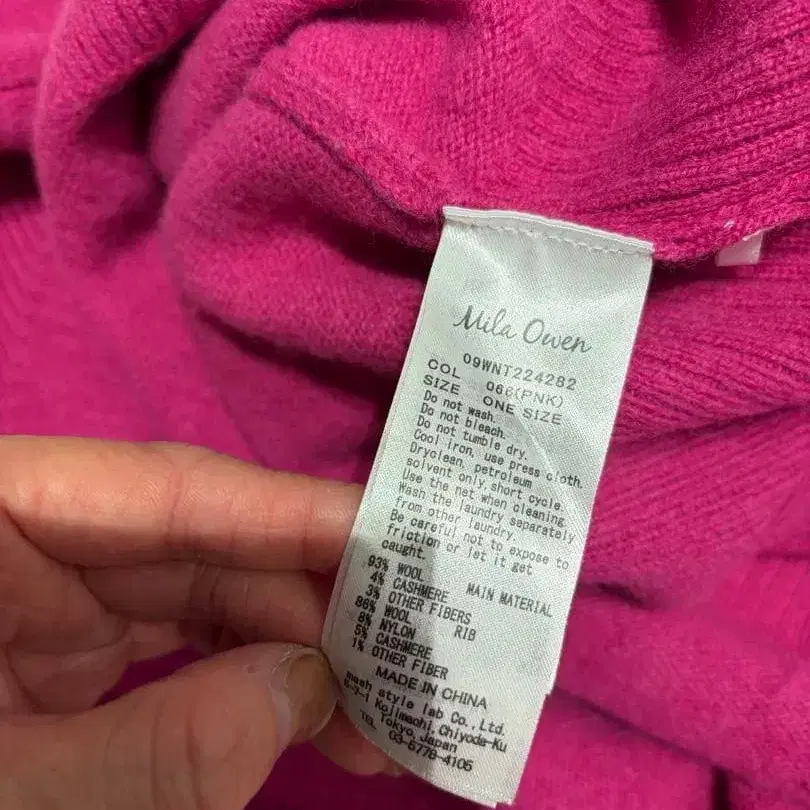 Mila Owen
09WNT224282
COL 066(PNK)
SIZE ONE SIZE
Do not wash.
Do not bleach.
Do not tumble dry.
Cool iron, use press cloth.
Dryclean, petroleum
solvent only, short cycle.
Use the net when cleaning.
Wash the laundry separately
from other laundry.
Be careful not to expose to
friction or let it get
caught.
93% WOOL MAIN MATERIAL
4% CASHMERE
3% OTHER FIBERS
86% WOOL RIB
8% NYLON
5% CASHMERE
1% OTHER FIBER
MADE IN CHINA
mash style lab Co., Ltd.
Kojimachi, Chiyoda-Ku
Tokyo, Japan
TEL 03-6778-4105